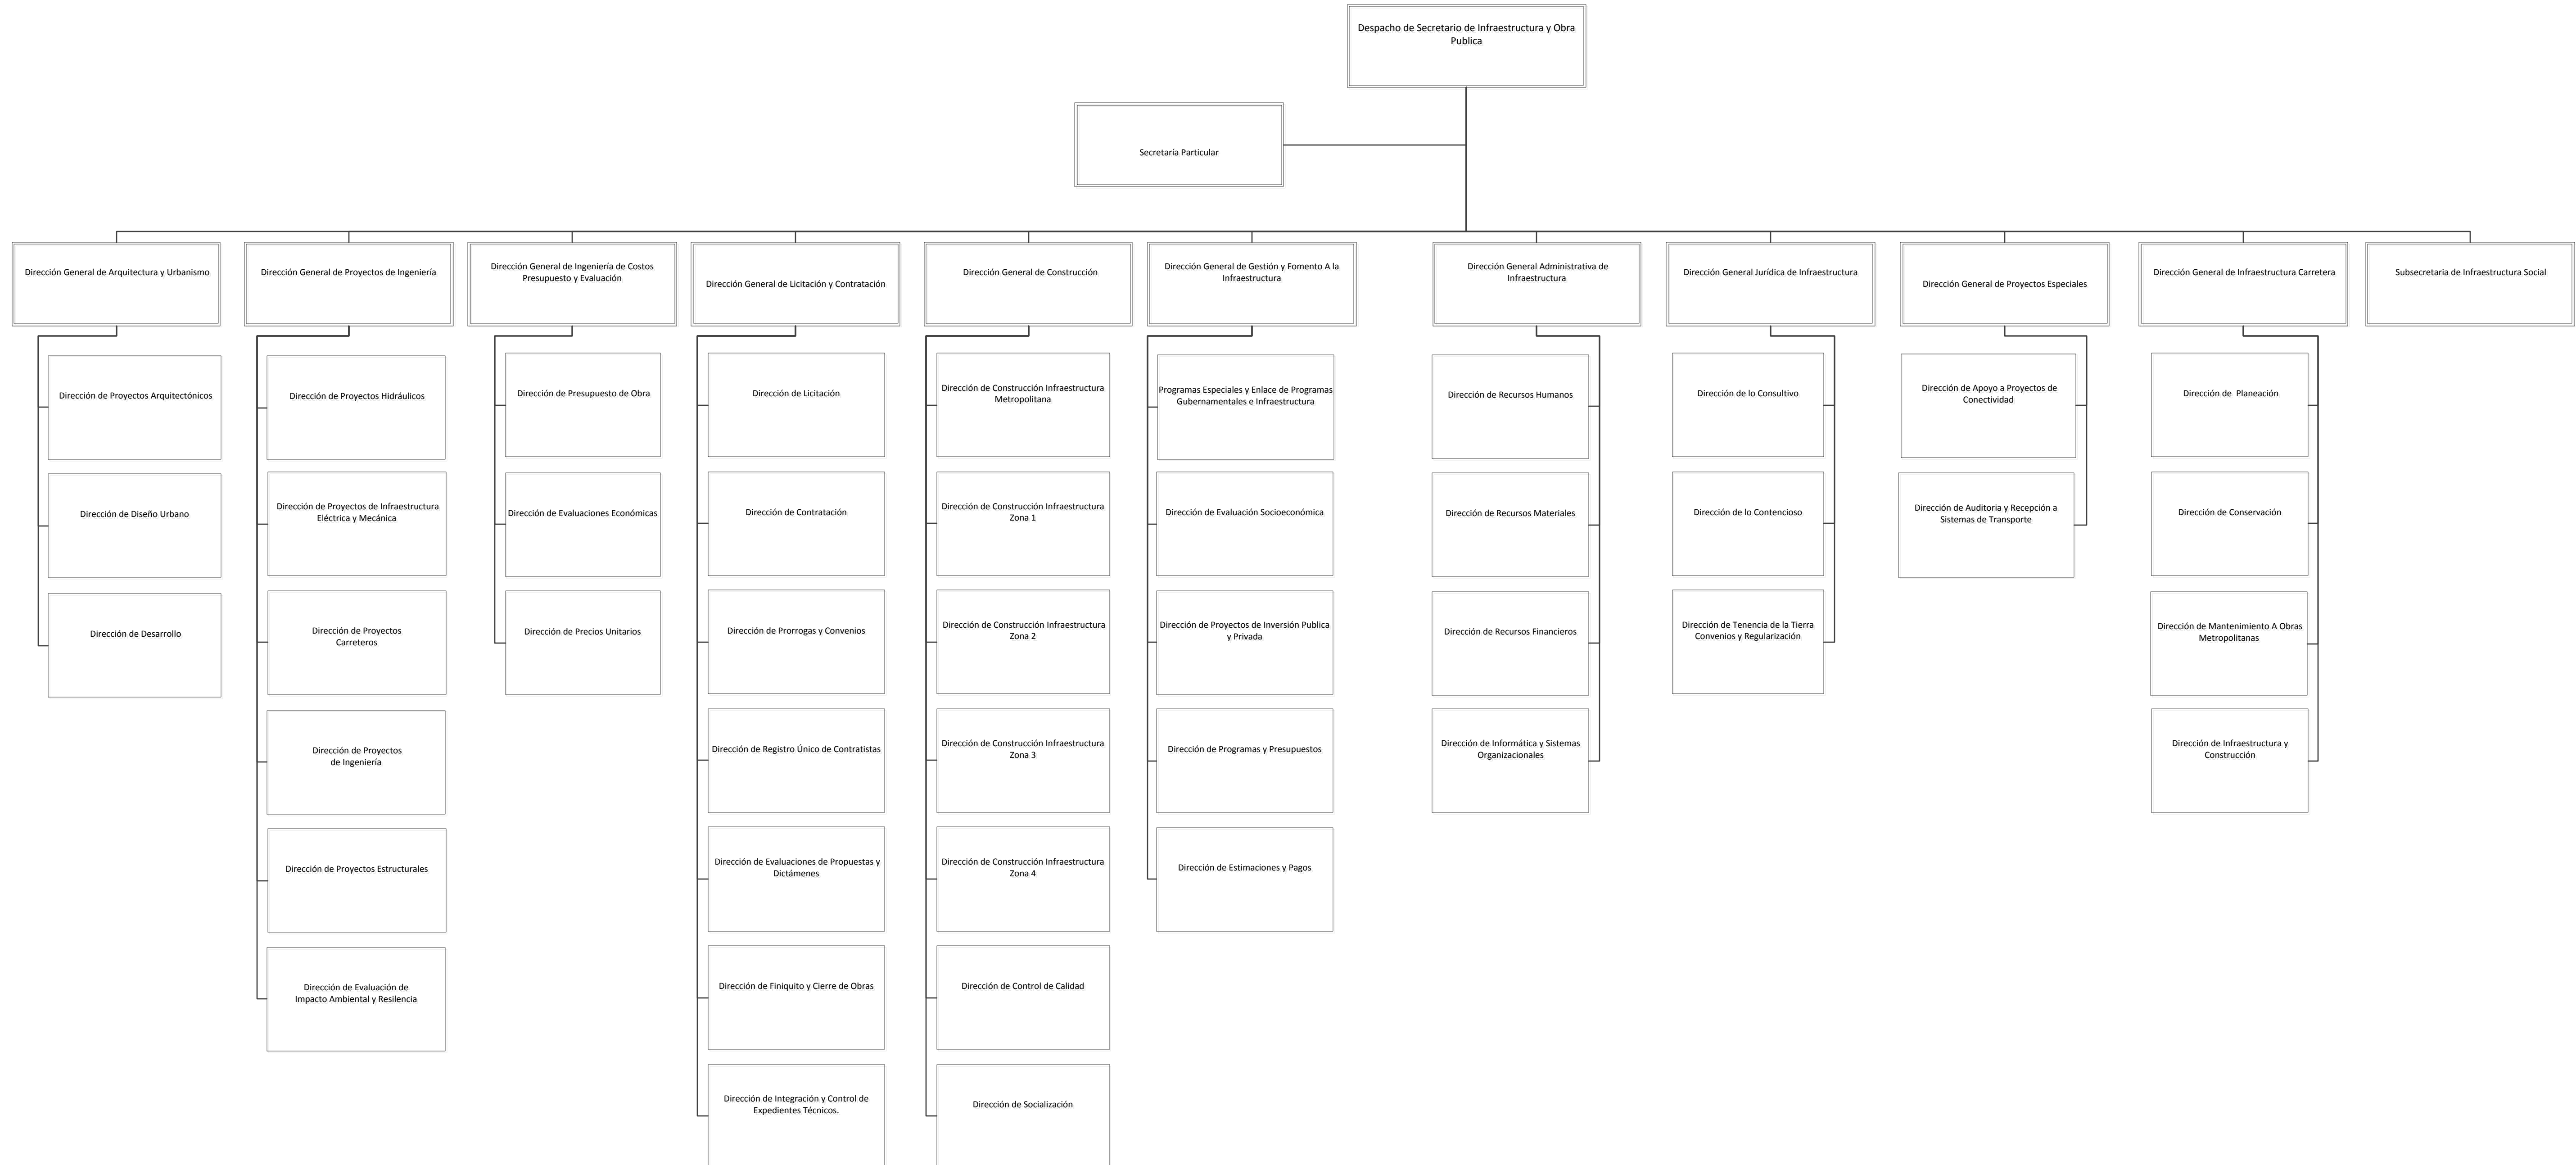 Despacho de Secretario de Infraestructura y Obra
Publica
Secretaría Particular
Dirección General de Arquitectura y Urbanismo
Dirección General de Proyectos de Ingeniería
Dirección General de Ingeniería de Costos
Presupuesto y Evaluación
Dirección General de Licitación y Contratación
Dirección General de Construcción
Dirección General de Gestión y Fomento A la
Infraestructura
Dirección General Administrativa de
Infraestructura
Dirección General Jurídica de Infraestructura
Dirección General de Proyectos Especiales
Dirección General de Infraestructura Carretera
Subsecretaria de Infraestructura Social
Dirección de Proyectos Arquitectónicos
Dirección de Diseño Urbano
Dirección de Desarrollo
Dirección de Proyectos Hidráulicos
Dirección de Proyectos de Infraestructura
Eléctrica y Mecánica
Dirección de Proyectos
Carreteros
Dirección de Proyectos
de Ingeniería
Dirección de Proyectos Estructurales
Dirección de Evaluación de
Impacto Ambiental y Resilencia
Dirección de Presupuesto de Obra
Dirección de Evaluaciones Económicas
Dirección de Precios Unitarios
Dirección de Licitación
Dirección de Contratación
Dirección de Prorrogas y Convenios
Dirección de Registro Único de Contratistas
Dirección de Evaluaciones de Propuestas y
Dictámenes
Dirección de Finiquito y Cierre de Obras
Dirección de Integración y Control de
Expedientes Técnicos.
Dirección de Construcción Infraestructura
Metropolitana
Dirección de Construcción Infraestructura
Zona 1
Dirección de Construcción Infraestructura
Zona 2
Dirección de Construcción Infraestructura
Zona 3
Dirección de Construcción Infraestructura
Zona 4
Dirección de Control de Calidad
Dirección de Socialización
Programas Especiales y Enlace de Programas
Gubernamentales e Infraestructura
Dirección de Evaluación Socioeconómica
Dirección de Proyectos de Inversión Publica
y Privada
Dirección de Programas y Presupuestos
Dirección de Estimaciones y Pagos
Dirección de Recursos Humanos
Dirección de Recursos Materiales
Dirección de Recursos Financieros
Dirección de Informática y Sistemas
Organizacionales
Dirección de lo Consultivo
Dirección de lo Contencioso
Dirección de Tenencia de la Tierra
Convenios y Regularización
Dirección de Apoyo a Proyectos de
Conectividad
Dirección de Auditoria y Recepción a
Sistemas de Transporte
Dirección de Planeación
Dirección de Conservación
Dirección de Mantenimiento A Obras
Metropolitanas
Dirección de Infraestructura y
Construcción